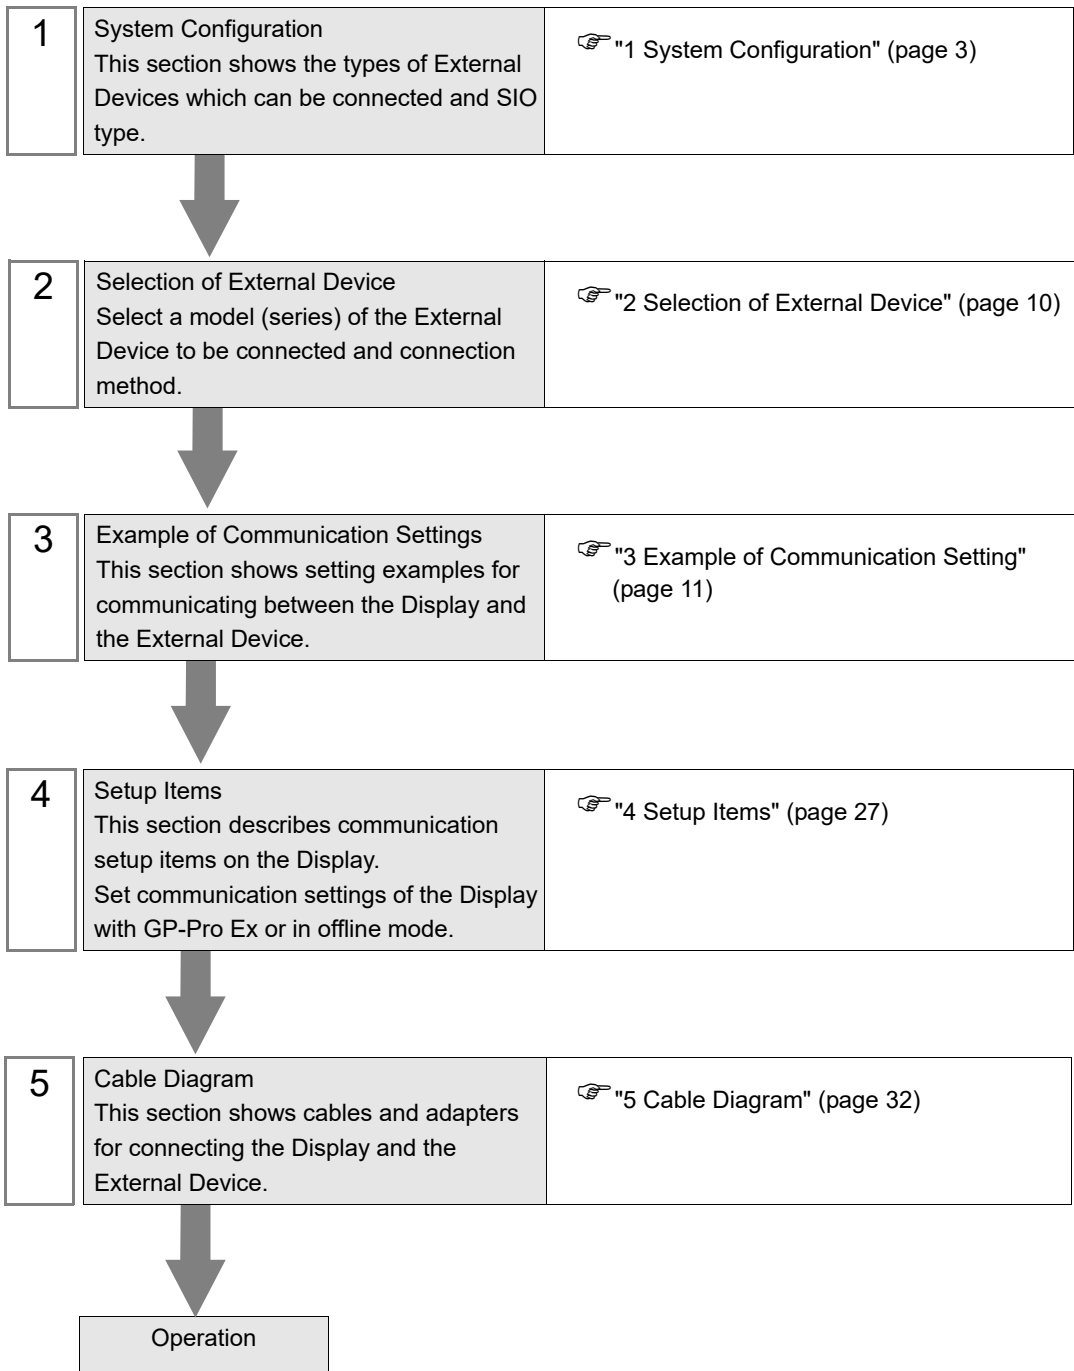 1
System Configuration
This section shows the types of External
Devices which can be connected and SIO
type.
"1 System Configuration" (page 3)
2
Selection of External Device
Select a model (series) of the External
Device to be connected and connection
method.
"2 Selection of External Device" (page 10)
3
Example of Communication Settings
This section shows setting examples for
communicating between the Display and
the External Device.
"3 Example of Communication Setting"
(page 11)
4
Setup Items
This section describes communication
setup items on the Display.
Set communication settings of the Display
with GP-Pro Ex or in offline mode.
"4 Setup Items" (page 27)
5
Cable Diagram
This section shows cables and adapters
for connecting the Display and the
External Device.
"5 Cable Diagram" (page 32)
Operation